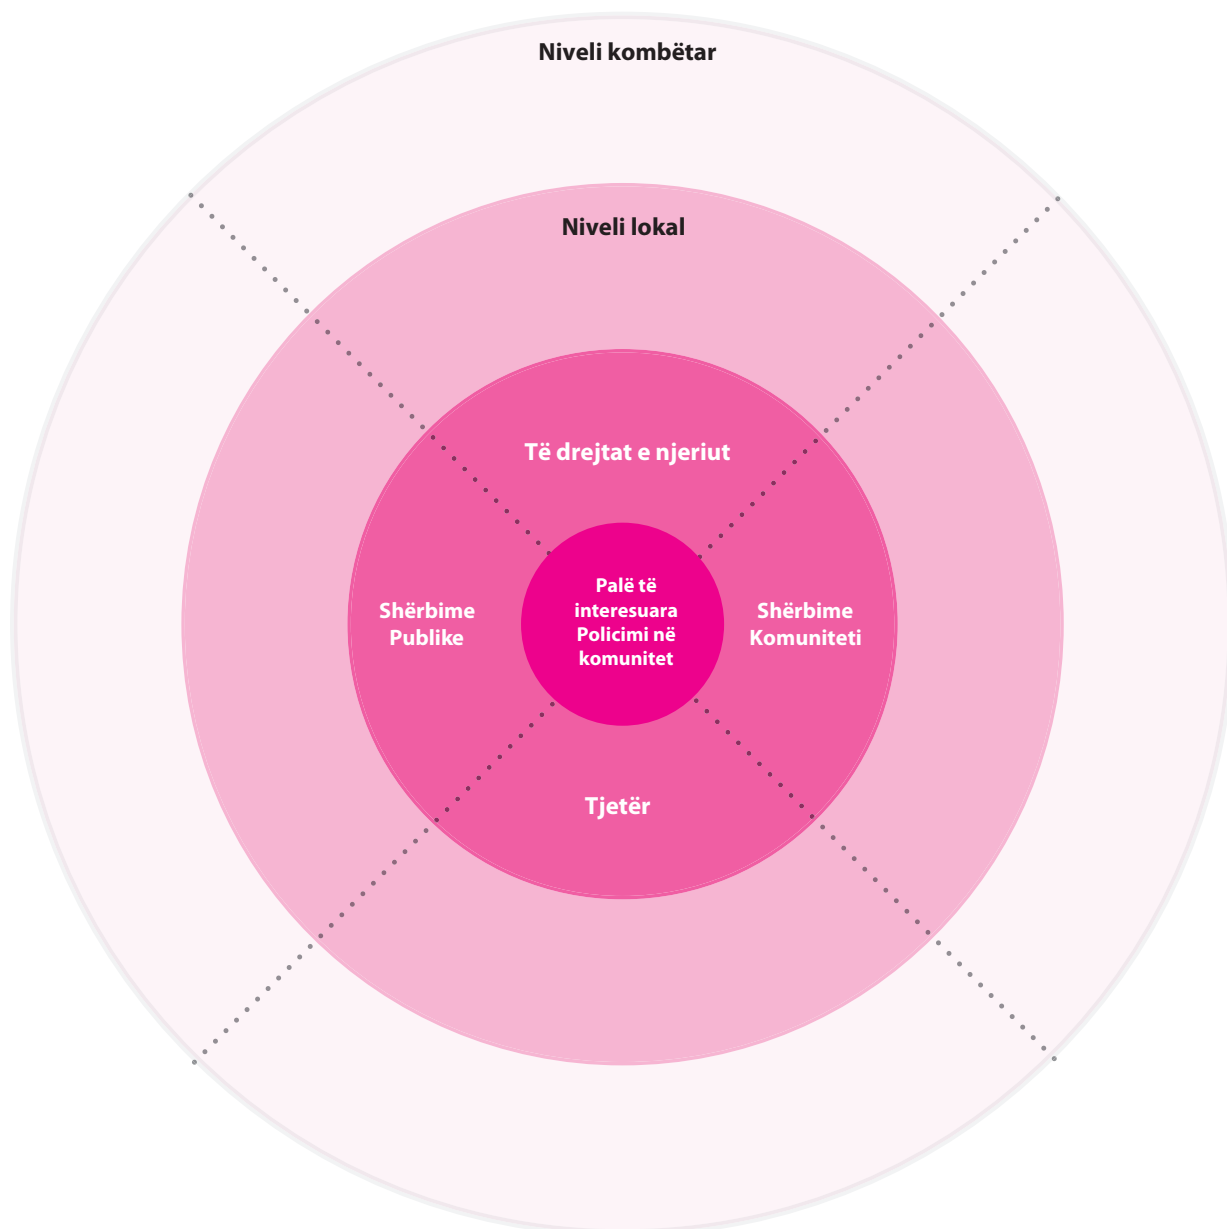 Niveli kombëtar
Niveli lokal
Të drejtat e njeriut
Shërbime
Publike
Palë të
interesuara
Policimi në
komunitet
Shërbime
Komuniteti
Tjetër